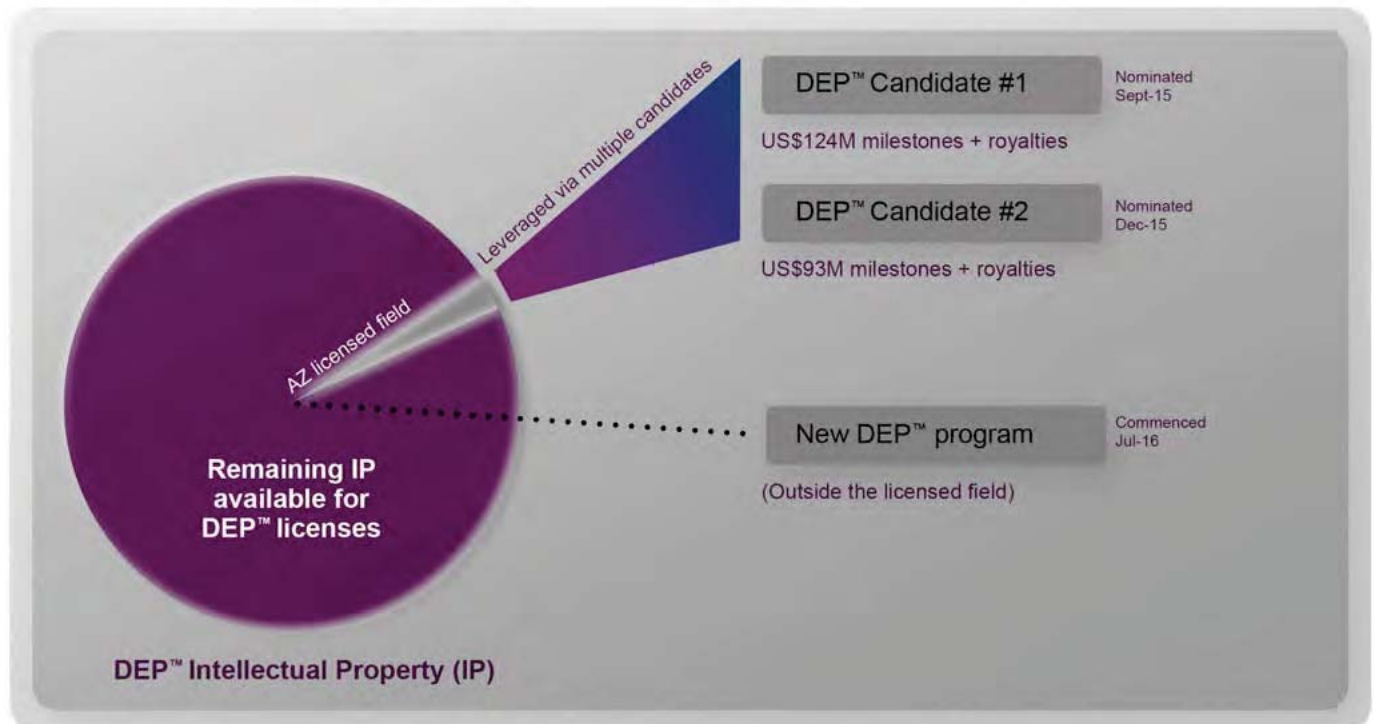 Leveraged via multiple candidates
AZ licensed field
Remaining IP
available for
DEP™ licenses
DEP™ Intellectual Property (IP)
DEP™ Candidate #1
Nominated
Sept-15
US$124M milestones + royalties
DEP™ Candidate #2
Nominated
Dec-15
US$93M milestones + royalties
New DEP™ program
Commenced
Jul-16
(Outside the licensed field)